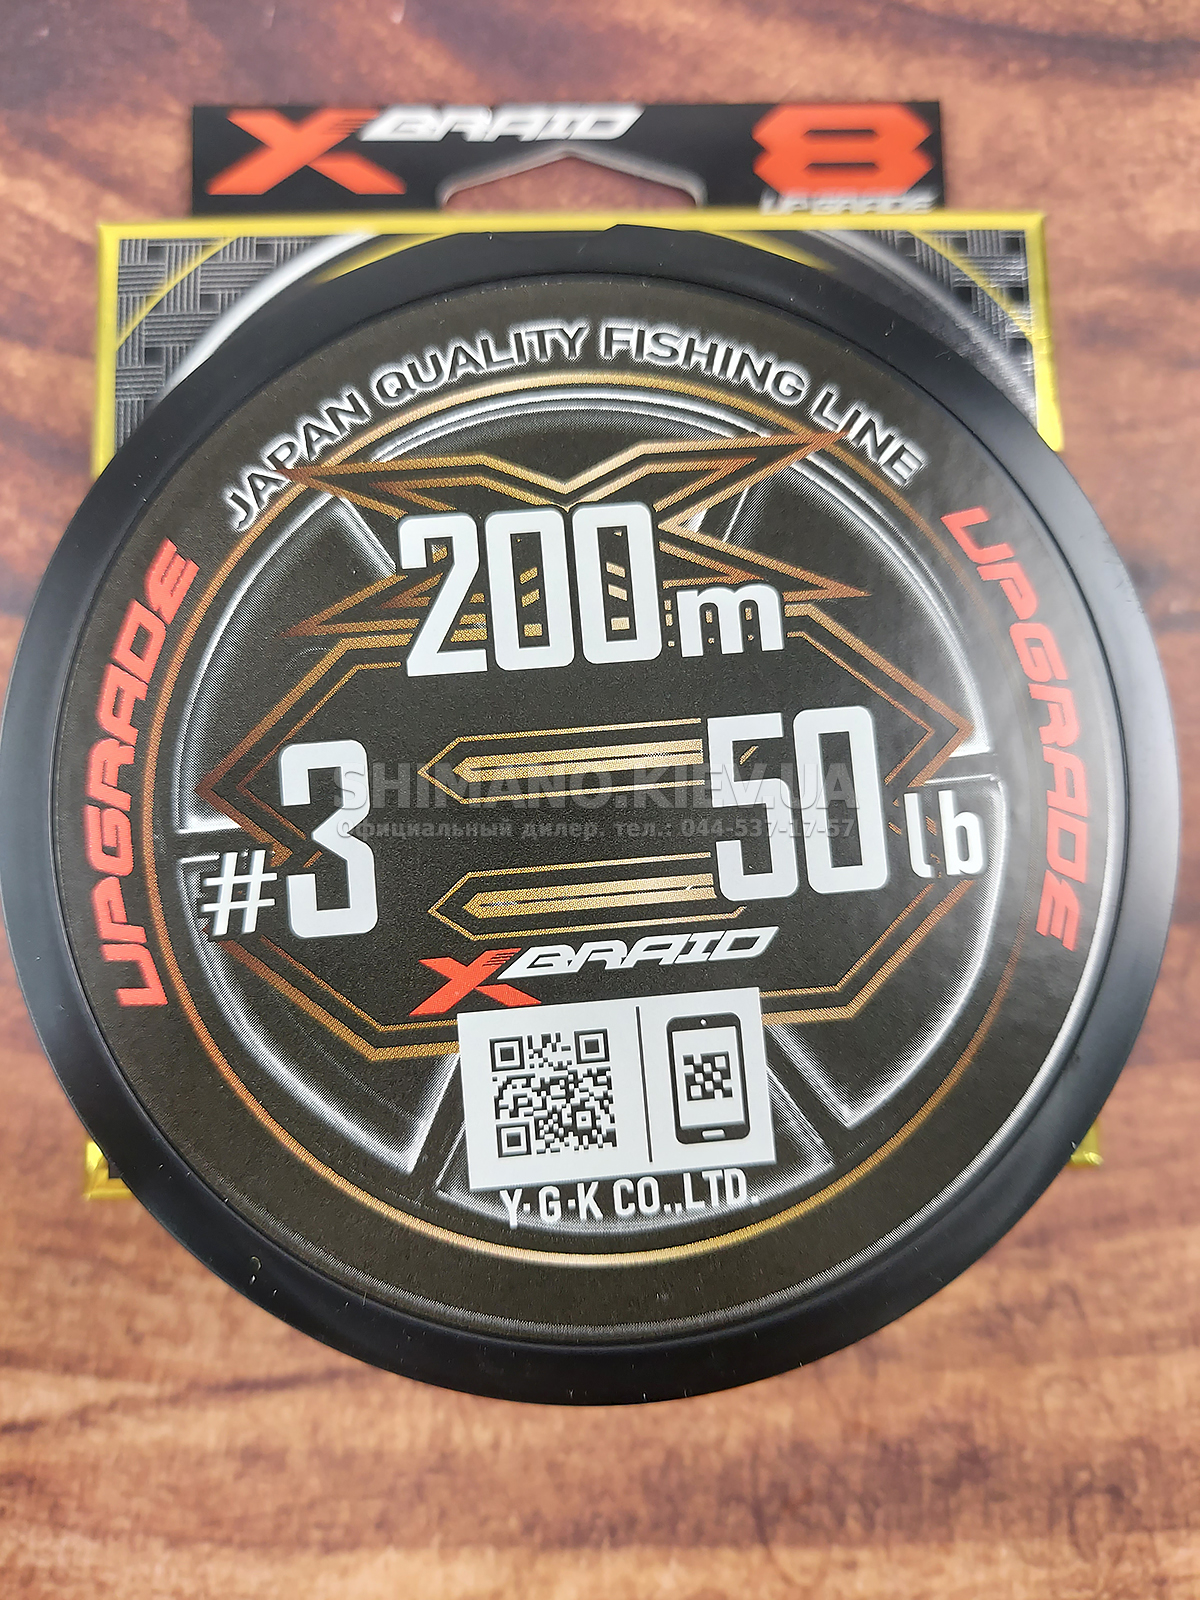 X BRAID 8
UPGRADE
JAPAN QUALITY FISHING LINE
UPGRADE
UPGRADE
200m
#3 50lb
SHIMANO.KIEV.UA
Официальный дилер. тел.: 044-537-17-57
X BRAID
Y·G·K CO.,LTD.